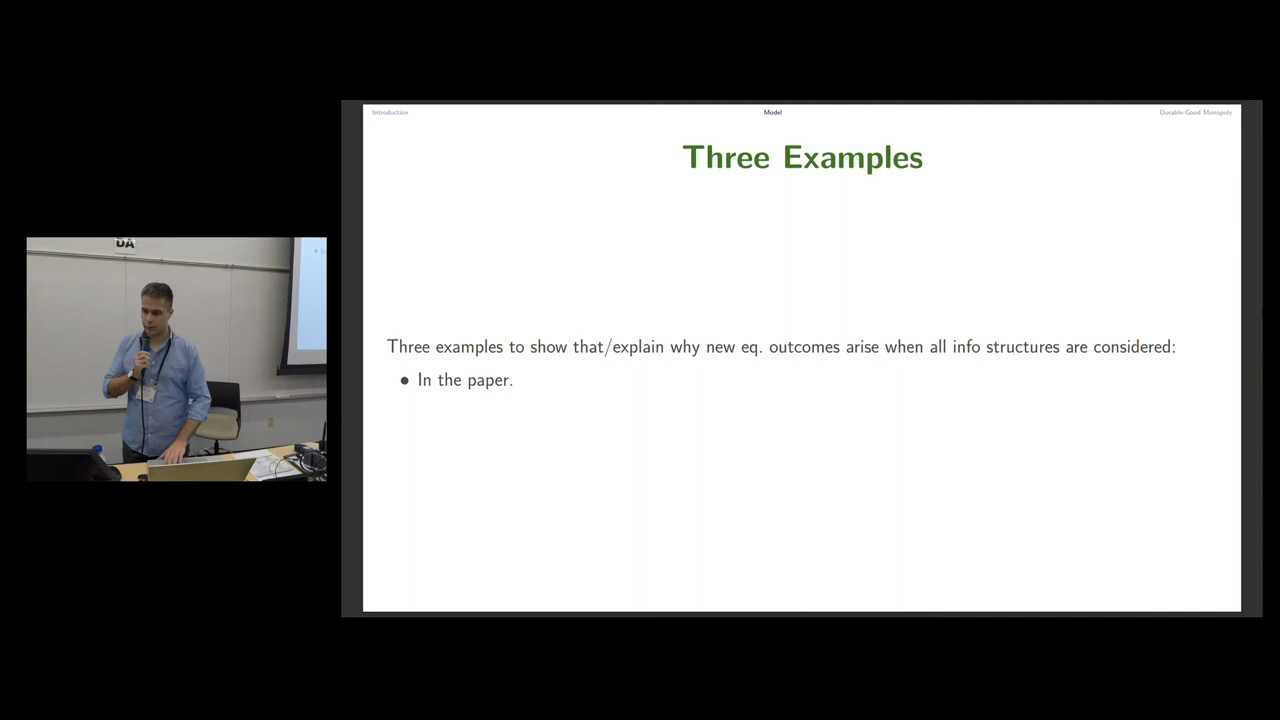 DA
Introduction
Model
Durable-Good Monopoly
Three Examples
Three examples to show that/explain why new eq. outcomes arise when all info structures are considered:
• In the paper.